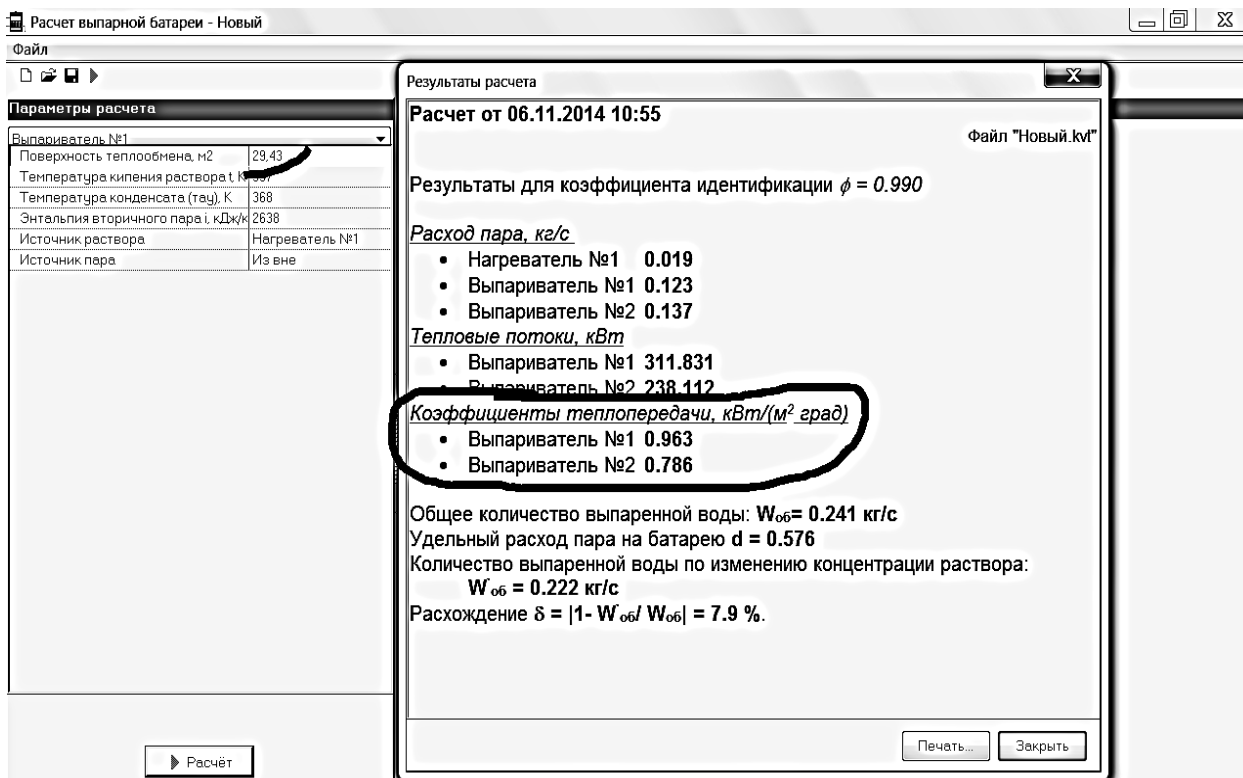 Расчет выпарной батареи - Новый
Файл
Параметры расчета
Выпариватель №1
Поверхность теплообмена, м2 29,43
Температура кипения раствора t, К
Температура конденсата (тау), К 368
Энтальпия вторичного пара i, кДж/к 2638
Источник раствора Нагреватель №1
Источник пара Из вне
Расчёт
Результаты расчета
Расчет от 06.11.2014 10:55
Файл "Новый.kvt"
Результаты для коэффициента идентификации ϕ = 0.990
Расход пара, кг/с
• Нагреватель №1 0.019
• Выпариватель №1 0.123
• Выпариватель №2 0.137
Тепловые потоки, кВт
• Выпариватель №1 311.831
• Выпариватель №2 238.112
Коэффициенты теплопередачи, кВт/(м² град)
• Выпариватель №1 0.963
• Выпариватель №2 0.786
Общее количество выпаренной воды: Wоб= 0.241 кг/с
Удельный расход пара на батарею d = 0.576
Количество выпаренной воды по изменению концентрации раствора:
W'об = 0.222 кг/с
Расхождение δ = |1- W'об/ Wоб| = 7.9 %.
Печать... Закрыть